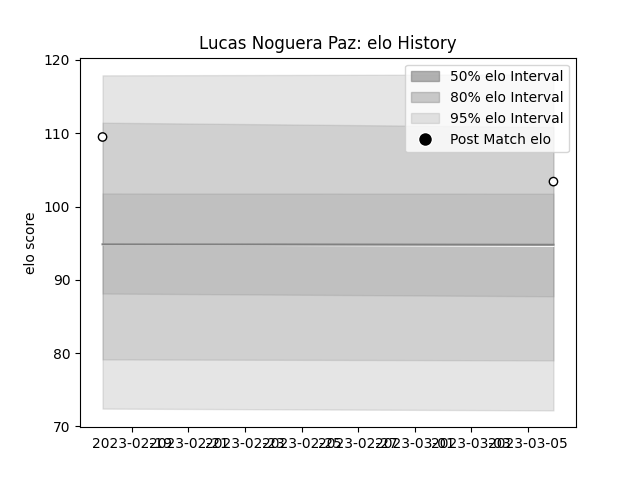 Lucas Noguera Paz: elo History
120
50% elo Interval
80% elo Interval
95% elo Interval
Post Match elo
110
100
90
80
70
elo score
2023-02-19 2023-02-21 2023-02-23 2023-02-25 2023-02-27 2023-03-01 2023-03-03 2023-03-05